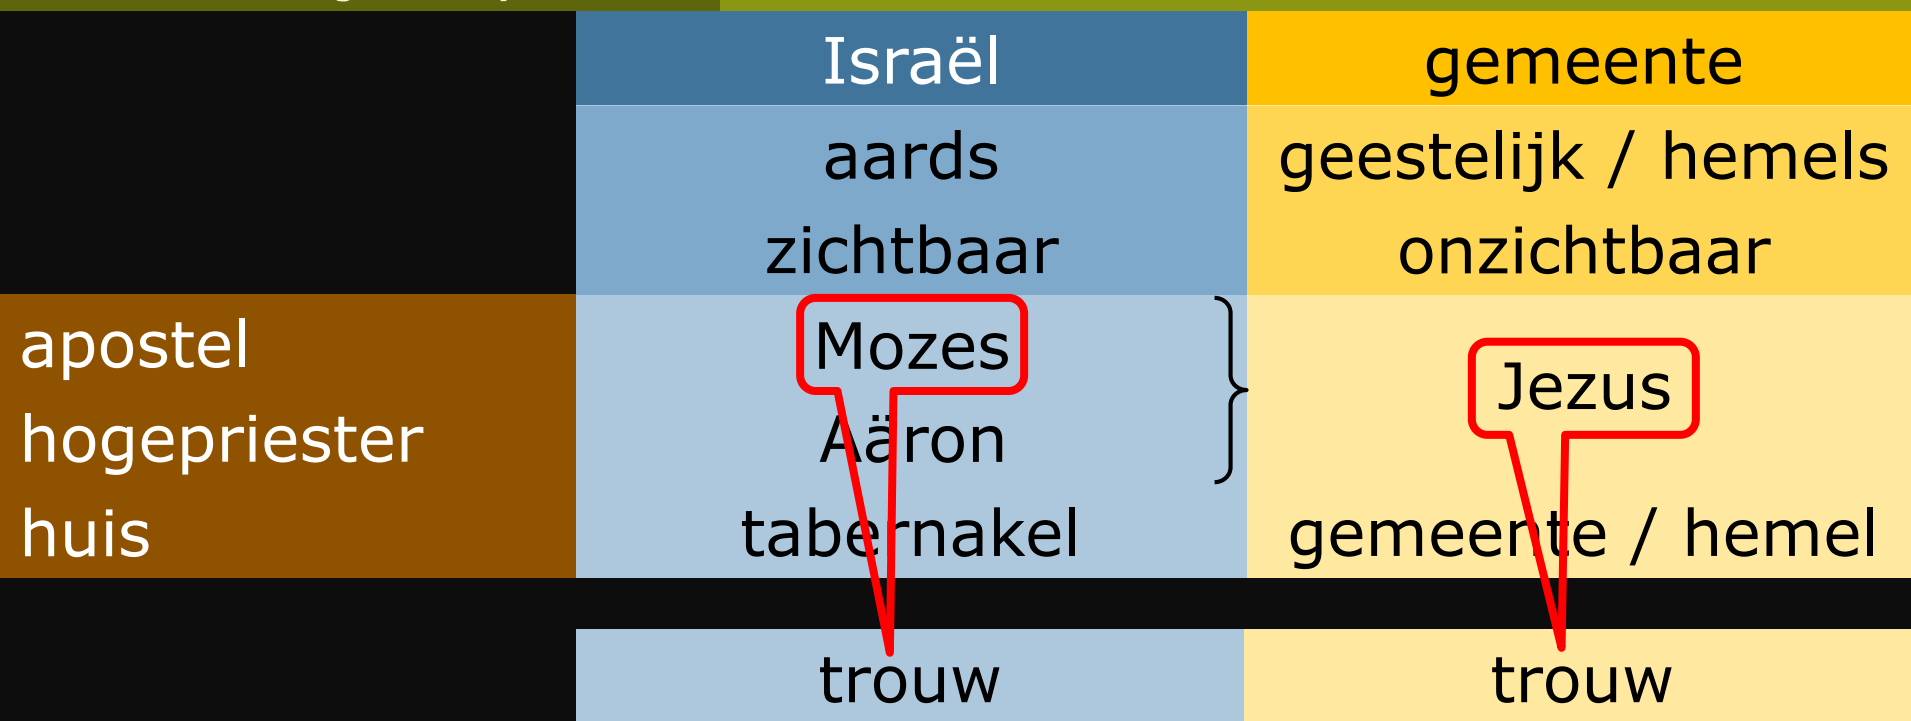 Israël gemeente
aards geestelijk / hemels
zichtbaar onzichtbaar
apostel Mozes
Jezus
hogepriester Aäron
huis tabernakel gemeente / hemel
trouw trouw